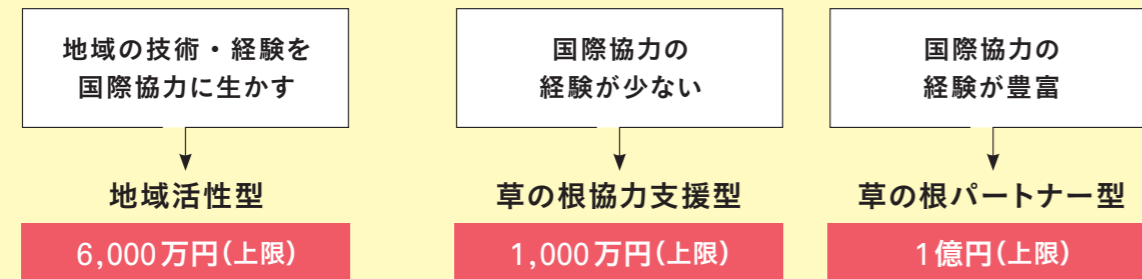 地域の技術・経験を
国際協力に生かす
地域活性型
6,000万円(上限)
国際協力の
経験が少ない
草の根協力支援型
1,000万円(上限)
国際協力の
経験が豊富
草の根パートナー型
1億円(上限)